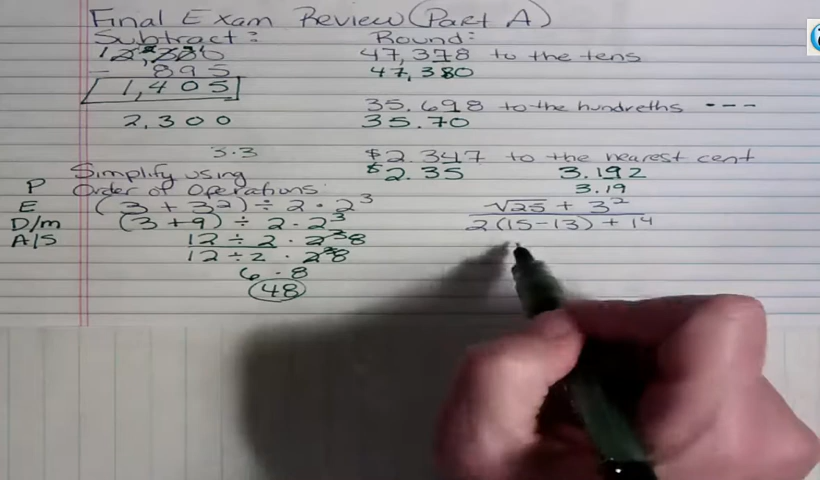 Final Exam Review (Part A)
Subtract:
- 895
1,405
2,300
Round:
47,378 to the tens
47,380
35.698 to the hundreths ---
35.70
$2.347 to the nearest cent
$2.35
3.192
3.19
3.3
Simplify using
Order of Operations:
P
E
D/m
A/S
(3 + 3²) ÷ 2 · 2³
(3 + 9) ÷ 2 · 2³
12 ÷ 2 · 2³ 8
12 ÷ 2 · 2³ 8
6 · 8
48
√25 + 3²
2(15-13) + 14